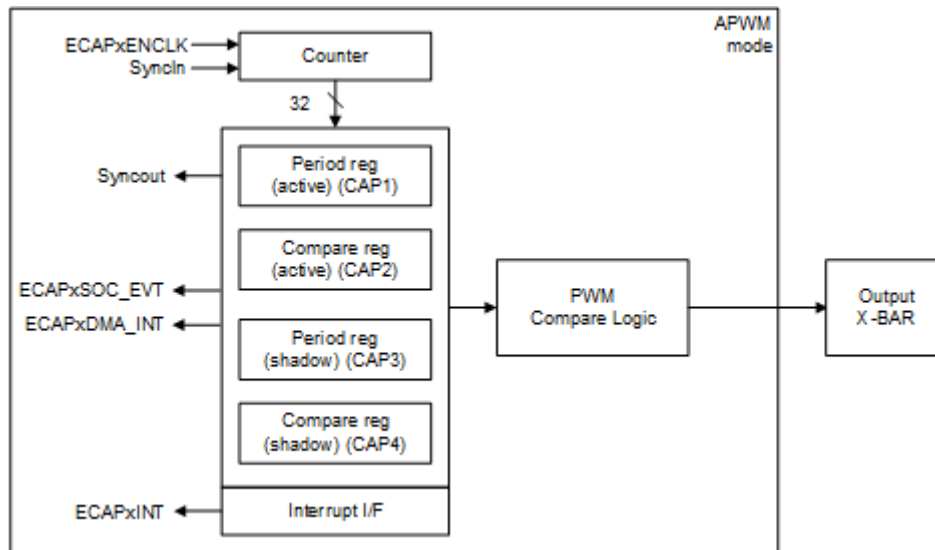 APWM
mode
ECAPxENCLK
SyncIn
Counter
32
Syncout
Period reg
(active) (CAP1)
Compare reg
(active) (CAP2)
ECAPxSOC_EVT
ECAPxDMA_INT
Period reg
(shadow) (CAP3)
Compare reg
(shadow) (CAP4)
ECAPxINT
Interrupt I/F
PWM
Compare Logic
Output
X-BAR